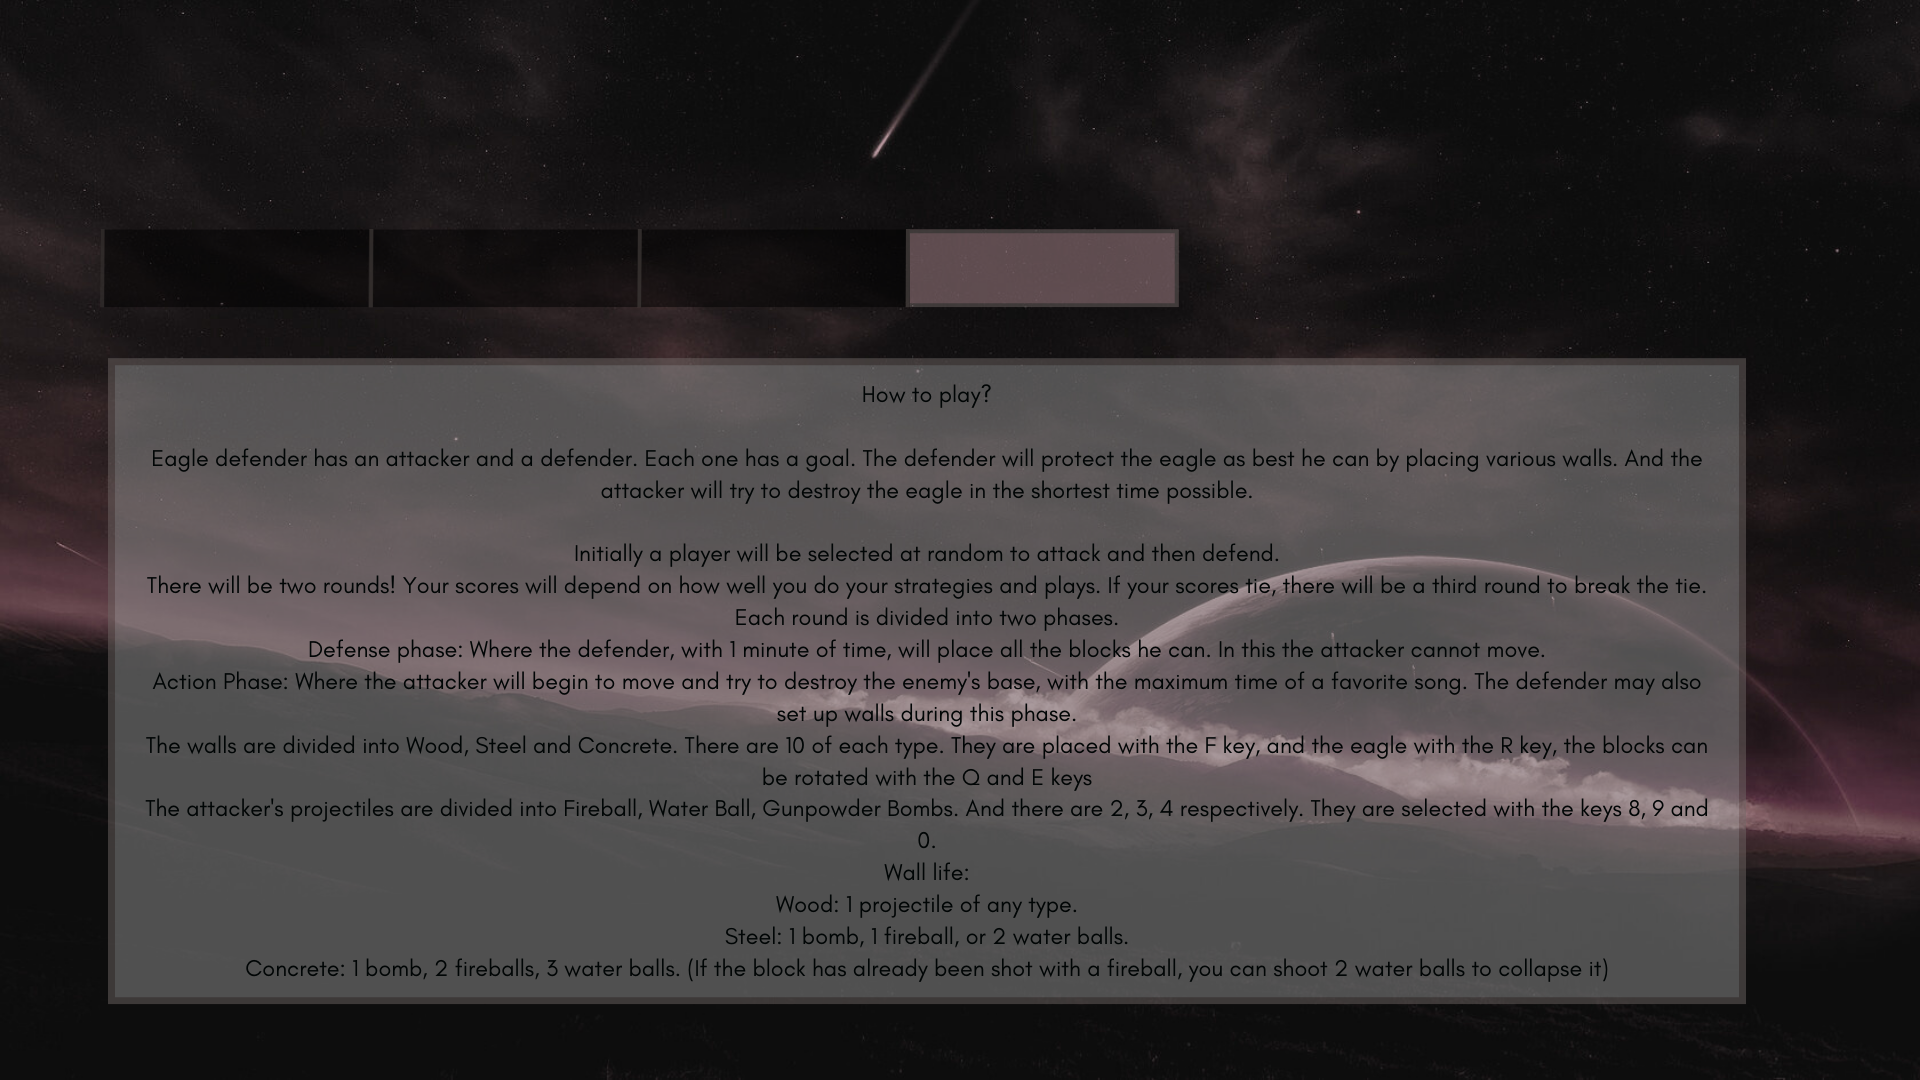 How to play?
Eagle defender has an attacker and a defender. Each one has a goal. The defender will protect the eagle as best he can by placing various walls. And the
attacker will try to destroy the eagle in the shortest time possible.
Initially a player will be selected at random to attack and then defend.
There will be two rounds! Your scores will depend on how well you do your strategies and plays. If your scores tie, there will be a third round to break the tie.
Each round is divided into two phases.
Defense phase: Where the defender, with 1 minute of time, will place all the blocks he can. In this the attacker cannot move.
Action Phase: Where the attacker will begin to move and try to destroy the enemy's base, with the maximum time of a favorite song. The defender may also
set up walls during this phase.
The walls are divided into Wood, Steel and Concrete. There are 10 of each type. They are placed with the F key, and the eagle with the R key, the blocks can
be rotated with the Q and E keys
The attacker's projectiles are divided into Fireball, Water Ball, Gunpowder Bombs. And there are 2, 3, 4 respectively. They are selected with the keys 8, 9 and
0.
Wall life:
Wood: 1 projectile of any type.
Steel: 1 bomb, 1 fireball, or 2 water balls.
Concrete: 1 bomb, 2 fireballs, 3 water balls. (If the block has already been shot with a fireball, you can shoot 2 water balls to collapse it)